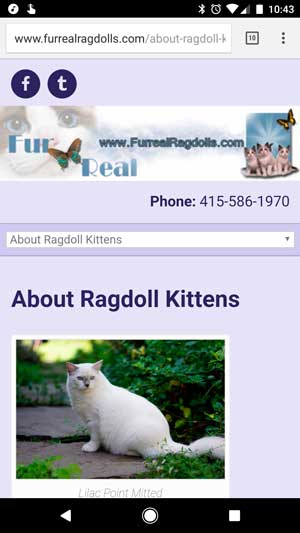 10:43
www.furrealragdolls.com/about-ragdoll-k
10
f
t
Fur Real
www.FurrealRagdolls.com
Phone: 415-586-1970
About Ragdoll Kittens
About Ragdoll Kittens
Lilac Point Mitted